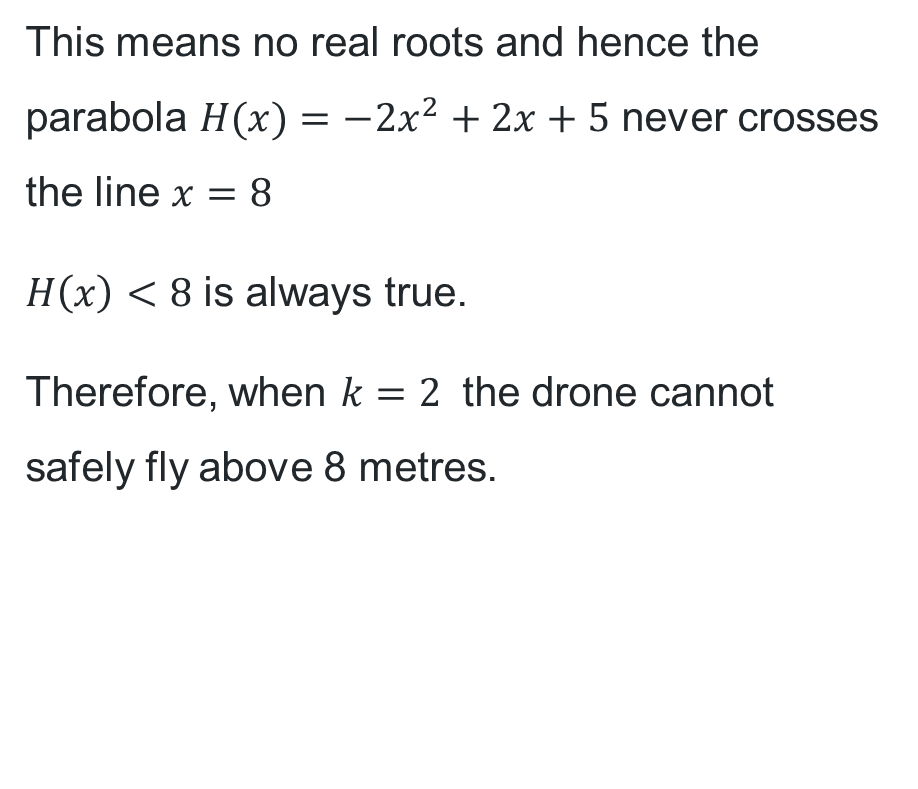 This means no real roots and hence the
parabola H(x) = −2x² + 2x + 5 never crosses
the line x = 8
H(x) < 8 is always true.
Therefore, when k = 2 the drone cannot
safely fly above 8 metres.